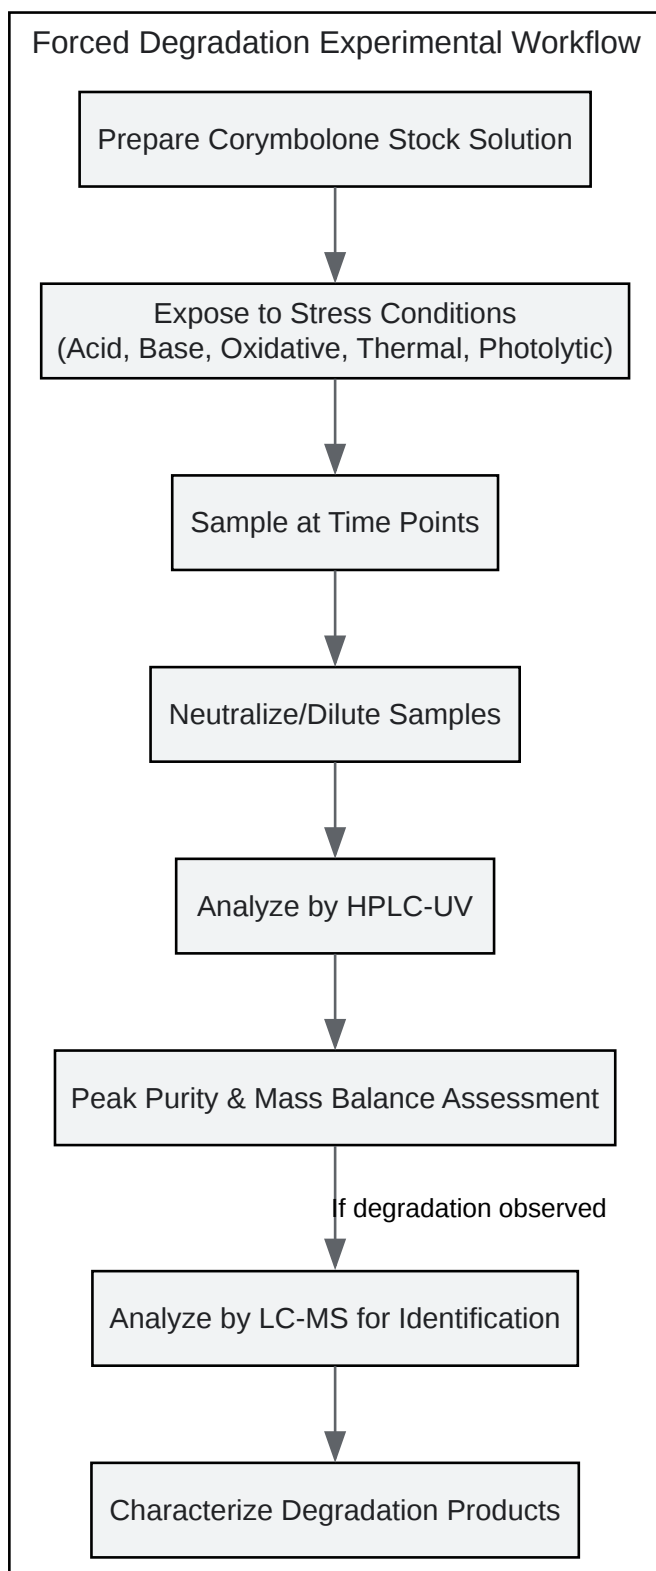 Forced Degradation Experimental Workflow
Prepare Corymbolone Stock Solution
Expose to Stress Conditions
(Acid, Base, Oxidative, Thermal, Photolytic)
Sample at Time Points
Neutralize/Dilute Samples
Analyze by HPLC-UV
Peak Purity & Mass Balance Assessment
If degradation observed
Analyze by LC-MS for Identification
Characterize Degradation Products